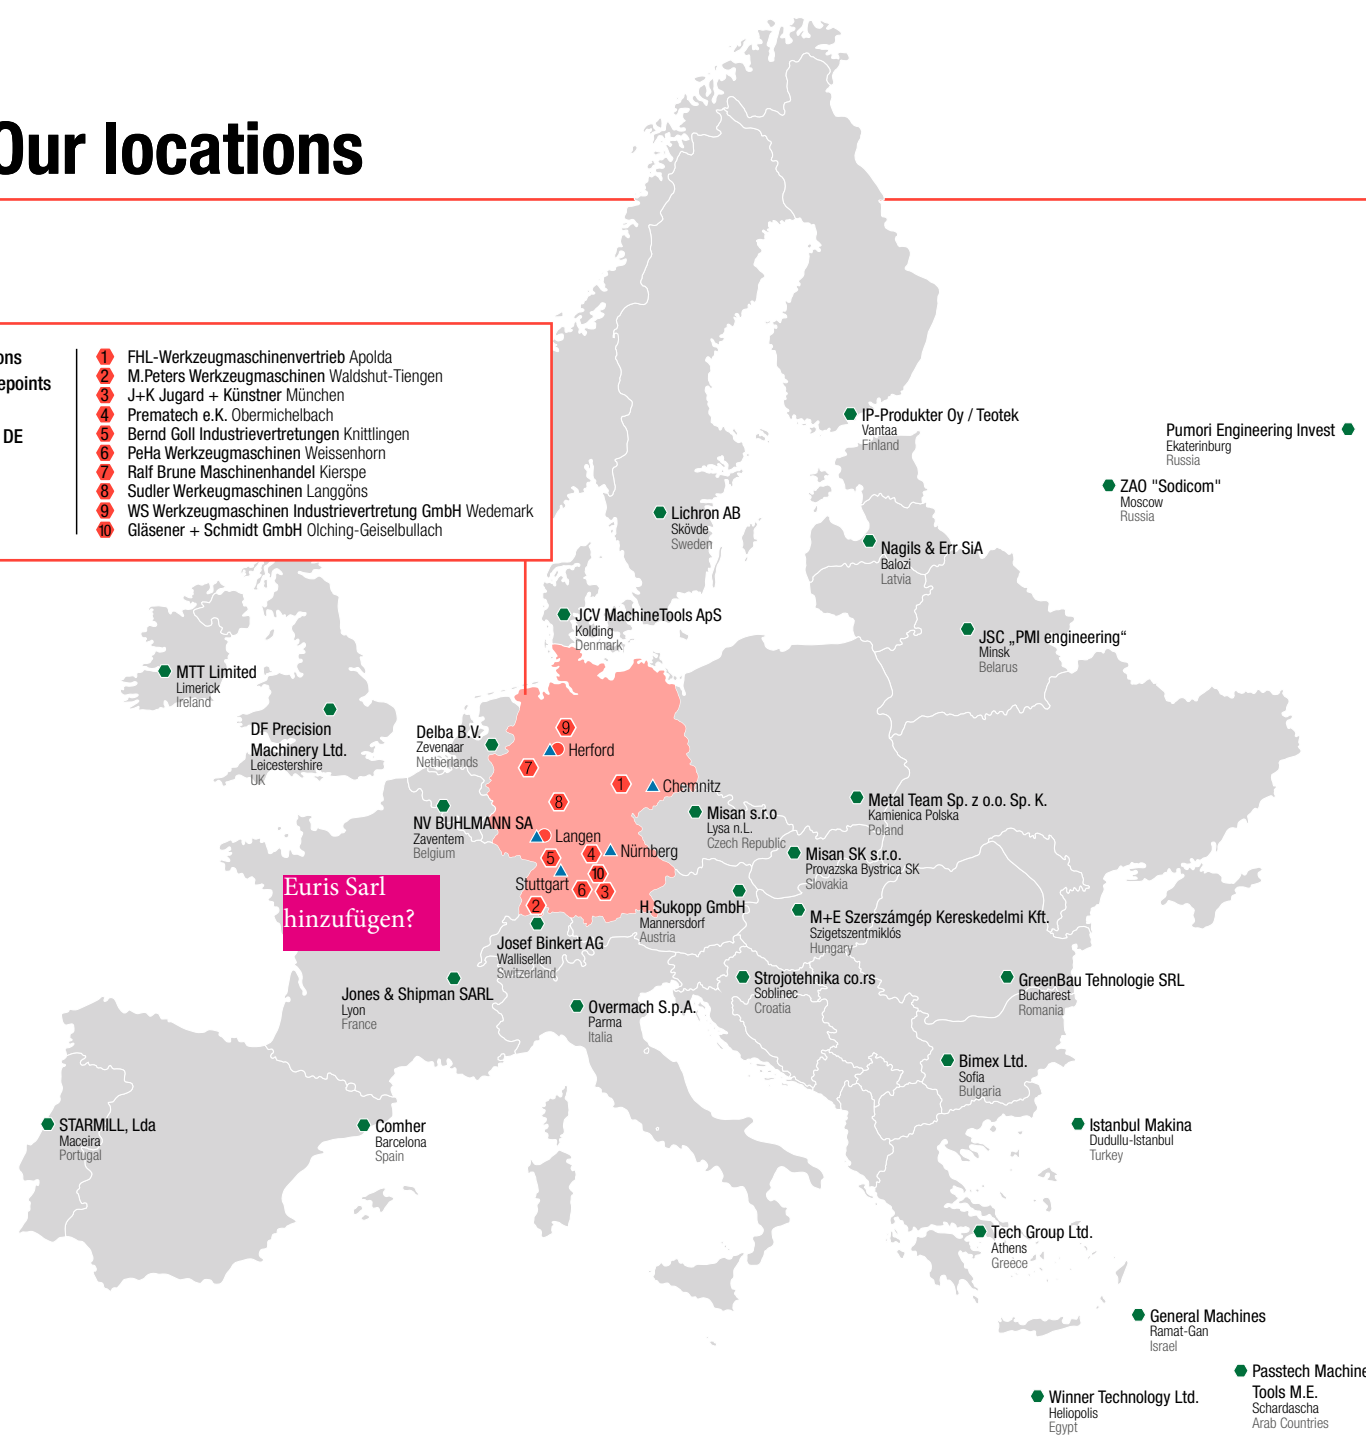 Our locations
ons
epoints
DE
1 FHL-Werkzeugmaschinenvertrieb Apolda
2 M.Peters Werkzeugmaschinen Waldshut-Tiengen
3 J+K Jugard + Künstner München
4 Prematech e.K. Obermichelbach
5 Bernd Goll Industrievertretungen Knittlingen
6 PeHa Werkzeugmaschinen Weissenhorn
7 Ralf Brune Maschinenhandel Kierspe
8 Sudler Werkeugmaschinen Langgöns
9 WS Werkzeugmaschinen Industrievertretung GmbH Wedemark
10 Gläsener + Schmidt GmbH Olching-Geiselbullach
IP-Produkter Oy / Teotek
Vantaa
Finland
Pumori Engineering Invest
Ekaterinburg
Russia
ZAO "Sodicom"
Moscow
Russia
Lichron AB
Skövde
Sweden
Nagils & Err SiA
Balozi
Latvia
JCV MachineTools ApS
Kolding
Denmark
JSC „PMI engineering“
Minsk
Belarus
MTT Limited
Limerick
Ireland
DF Precision
Machinery Ltd.
Leicestershire
UK
Delba B.V.
Zevenaar
Netherlands
9
Herford
7
1
Chemnitz
8
NV BUHLMANN SA
Zaventem
Belgium
Langen
5
4
Nürnberg
10
Stuttgart
6
3
2
Misan s.r.o
Lysa n.L.
Czech Republic
Metal Team Sp. z o.o. Sp. K.
Kamienica Polska
Poland
Misan SK s.r.o.
Provazska Bystrica SK
Slovakia
Euris Sarl
hinzufügen?
H.Sukopp GmbH
Mannersdorf
Austria
M+E Szerszámgép Kereskedelmi Kft.
Szigetszentmiklós
Hungary
Josef Binkert AG
Wallisellen
Switzerland
Jones & Shipman SARL
Lyon
France
Strojotehnika co.rs
Soblinec
Croatia
GreenBau Tehnologie SRL
Bucharest
Romania
Overmach S.p.A.
Parma
Italia
Bimex Ltd.
Sofia
Bulgaria
STARMILL, Lda
Maceira
Portugal
Comher
Barcelona
Spain
Istanbul Makina
Dudullu-Istanbul
Turkey
Tech Group Ltd.
Athens
Greece
General Machines
Ramat-Gan
Israel
Passtech Machine
Tools M.E.
Schardascha
Arab Countries
Winner Technology Ltd.
Heliopolis
Egypt